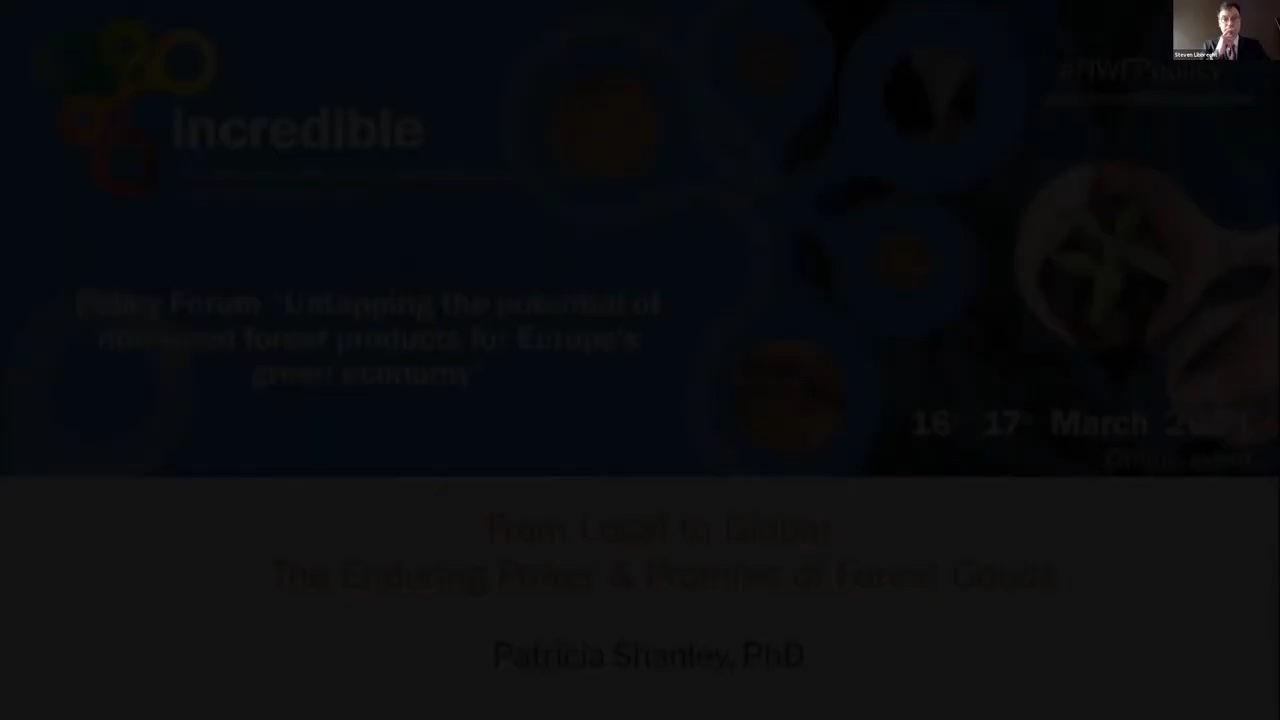 incredible
Policy Forum "Untapping the potential of
non-wood forest products for Europe's
green economy"
16 17 March
From Local to Global
The Enduring Policy & Promise of Forest Goods
Patricia Shanley, PhD